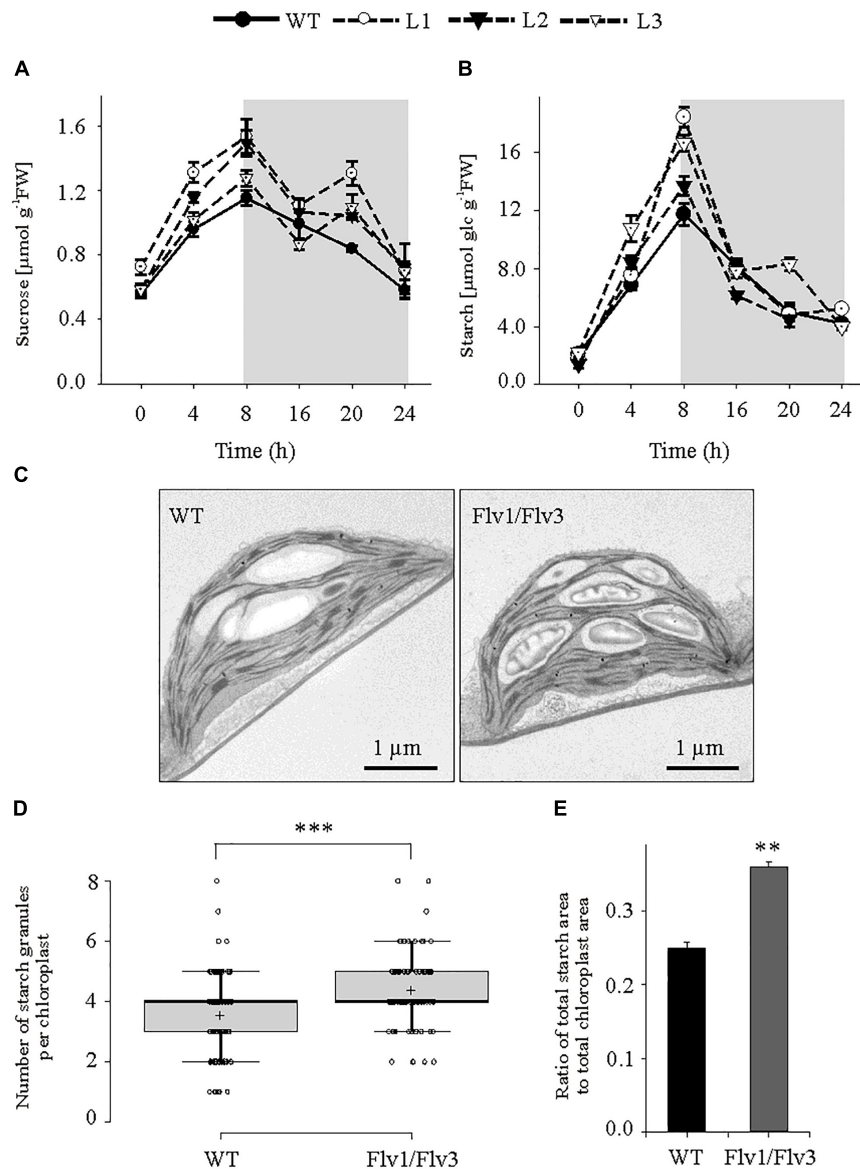 WT L1 L2 L3
A
Sucrose [µmol g⁻¹FW]
1.6
1.2
0.8
0.4
0.0
0 4 8 16 20 24
Time (h)
B
Starch [µmol glc g⁻¹FW]
16
12
8.0
4.0
0.0
0 4 8 16 20 24
Time (h)
C
WT
1 µm
Flv1/Flv3
1 µm
D
Number of starch granules
per chloroplast
***
8
6
4
2
0
WT Flv1/Flv3
E
Ratio of total starch area
to total chloroplast area
**
0.3
0.2
0.1
0.0
WT Flv1/Flv3